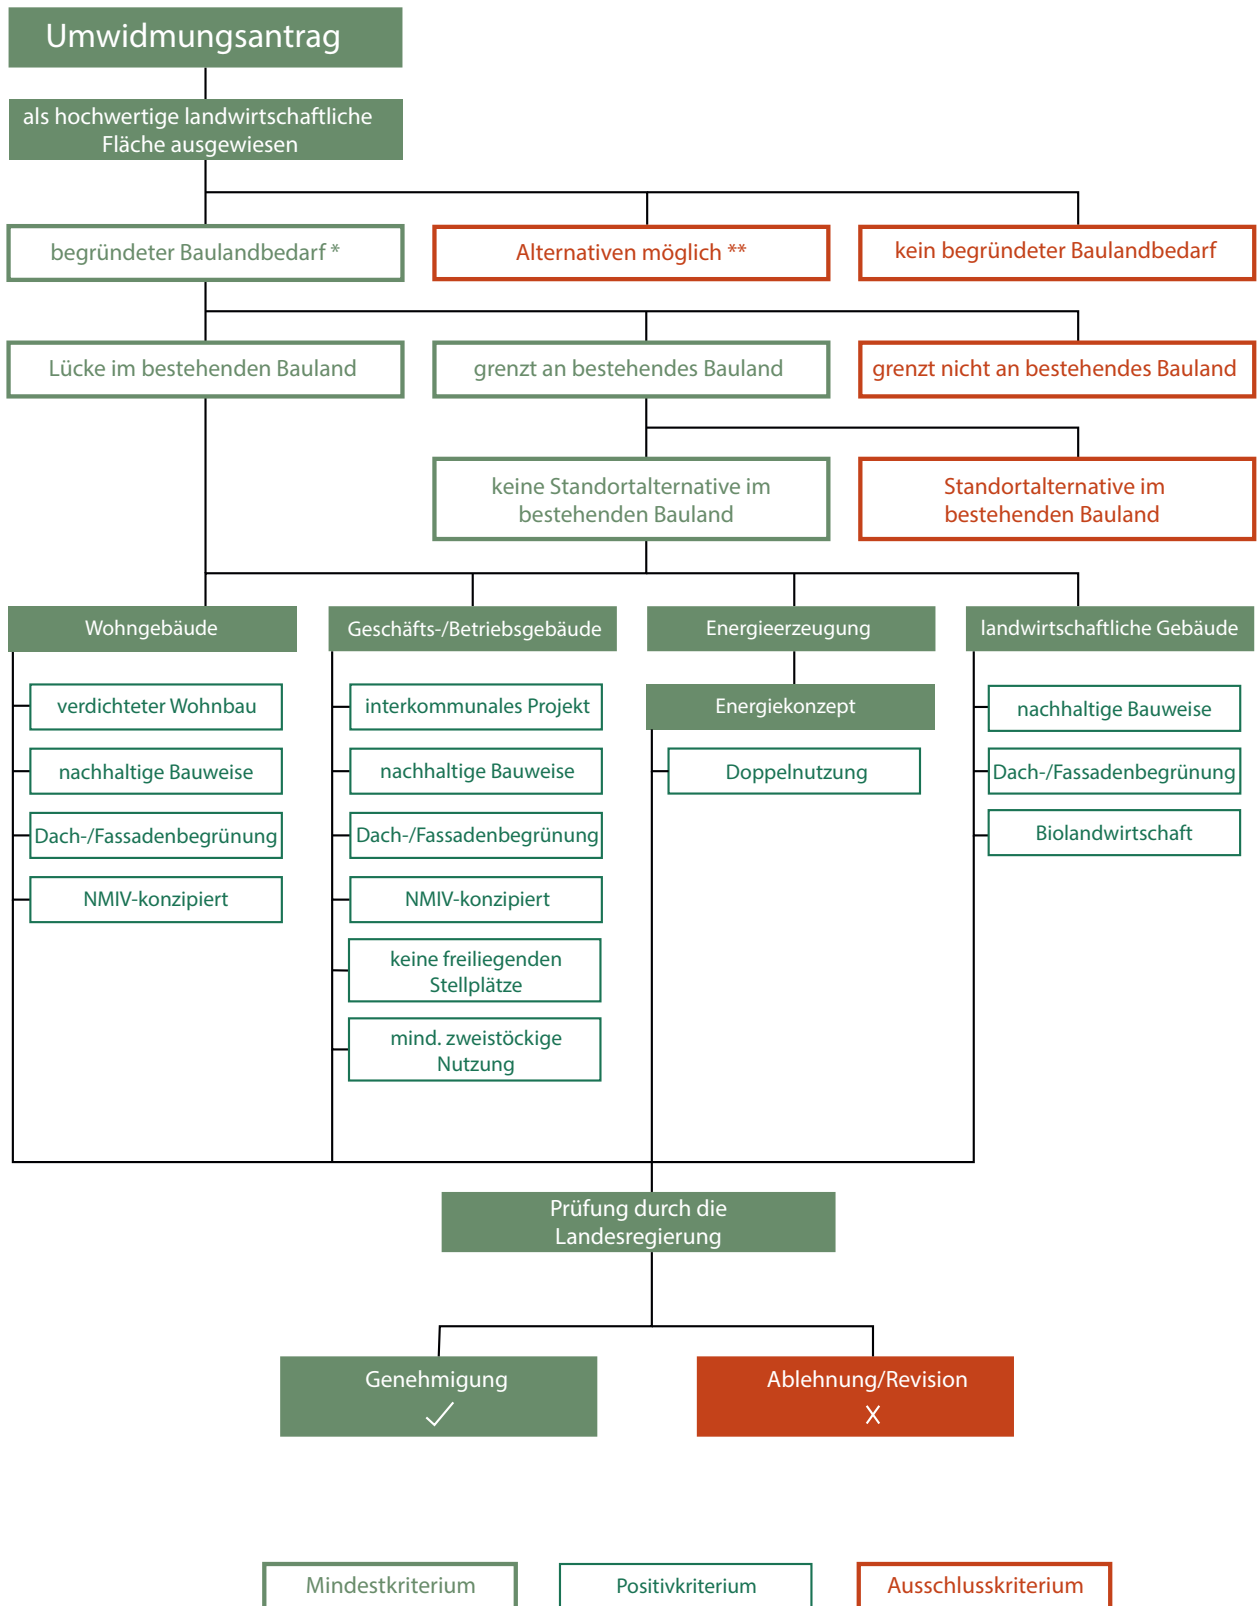 Umwidmungsantrag
als hochwertige landwirtschaftliche
Fläche ausgewiesen
begründeter Baulandbedarf *
Alternativen möglich **
kein begründeter Baulandbedarf
Lücke im bestehenden Bauland
grenzt an bestehendes Bauland
grenzt nicht an bestehendes Bauland
keine Standortalternative im
bestehenden Bauland
Standortalternative im
bestehenden Bauland
Wohngebäude
verdichteter Wohnbau
nachhaltige Bauweise
Dach-/Fassadenbegrünung
NMIV-konzipiert
Geschäfts-/Betriebsgebäude
interkommunales Projekt
nachhaltige Bauweise
Dach-/Fassadenbegrünung
NMIV-konzipiert
keine freiliegenden
Stellplätze
mind. zweistöckige
Nutzung
Energieerzeugung
Energiekonzept
Doppelnutzung
landwirtschaftliche Gebäude
nachhaltige Bauweise
Dach-/Fassadenbegrünung
Biolandwirtschaft
Prüfung durch die
Landesregierung
Genehmigung
✓
Ablehnung/Revision
X
Mindestkriterium
Positivkriterium
Ausschlusskriterium